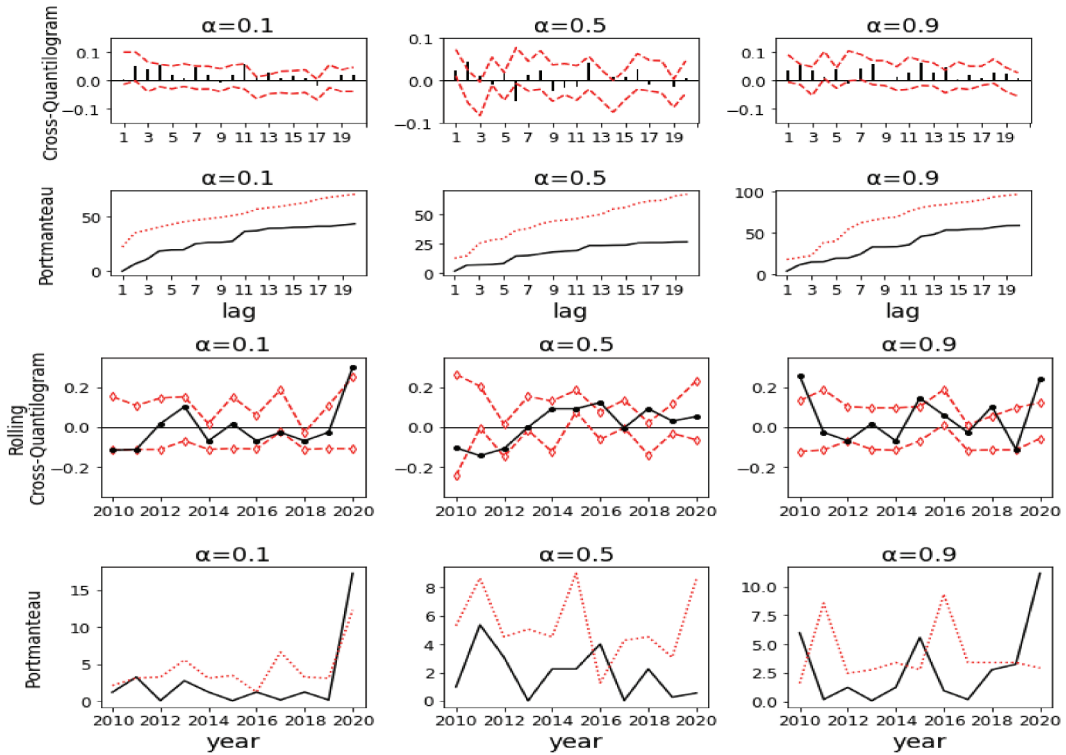 α=0.1 α=0.5 α=0.9
Cross-Quantilogram
0.1 0.1 0.1
0.0 0.0 0.0
−0.1 −0.1 −0.1
1 3 5 7 9 11 13 15 17 19 1 3 5 7 9 11 13 15 17 19 1 3 5 7 9 11 13 15 17 19
α=0.1 α=0.5 α=0.9
Portmanteau
50 50 100
25 50
0 0 0
1 3 5 7 9 11 13 15 17 19 1 3 5 7 9 11 13 15 17 19 1 3 5 7 9 11 13 15 17 19
lag lag lag
α=0.1 α=0.5 α=0.9
Rolling
Cross-Quantilogram
0.2 0.2 0.2
0.0 0.0 0.0
−0.2 −0.2 −0.2
2010 2012 2014 2016 2018 2020 2010 2012 2014 2016 2018 2020 2010 2012 2014 2016 2018 2020
α=0.1 α=0.5 α=0.9
Portmanteau
15 8 10.0
10 6 7.5
5 4 5.0
2 2.5
0 0 0.0
2010 2012 2014 2016 2018 2020 2010 2012 2014 2016 2018 2020 2010 2012 2014 2016 2018 2020
year year year